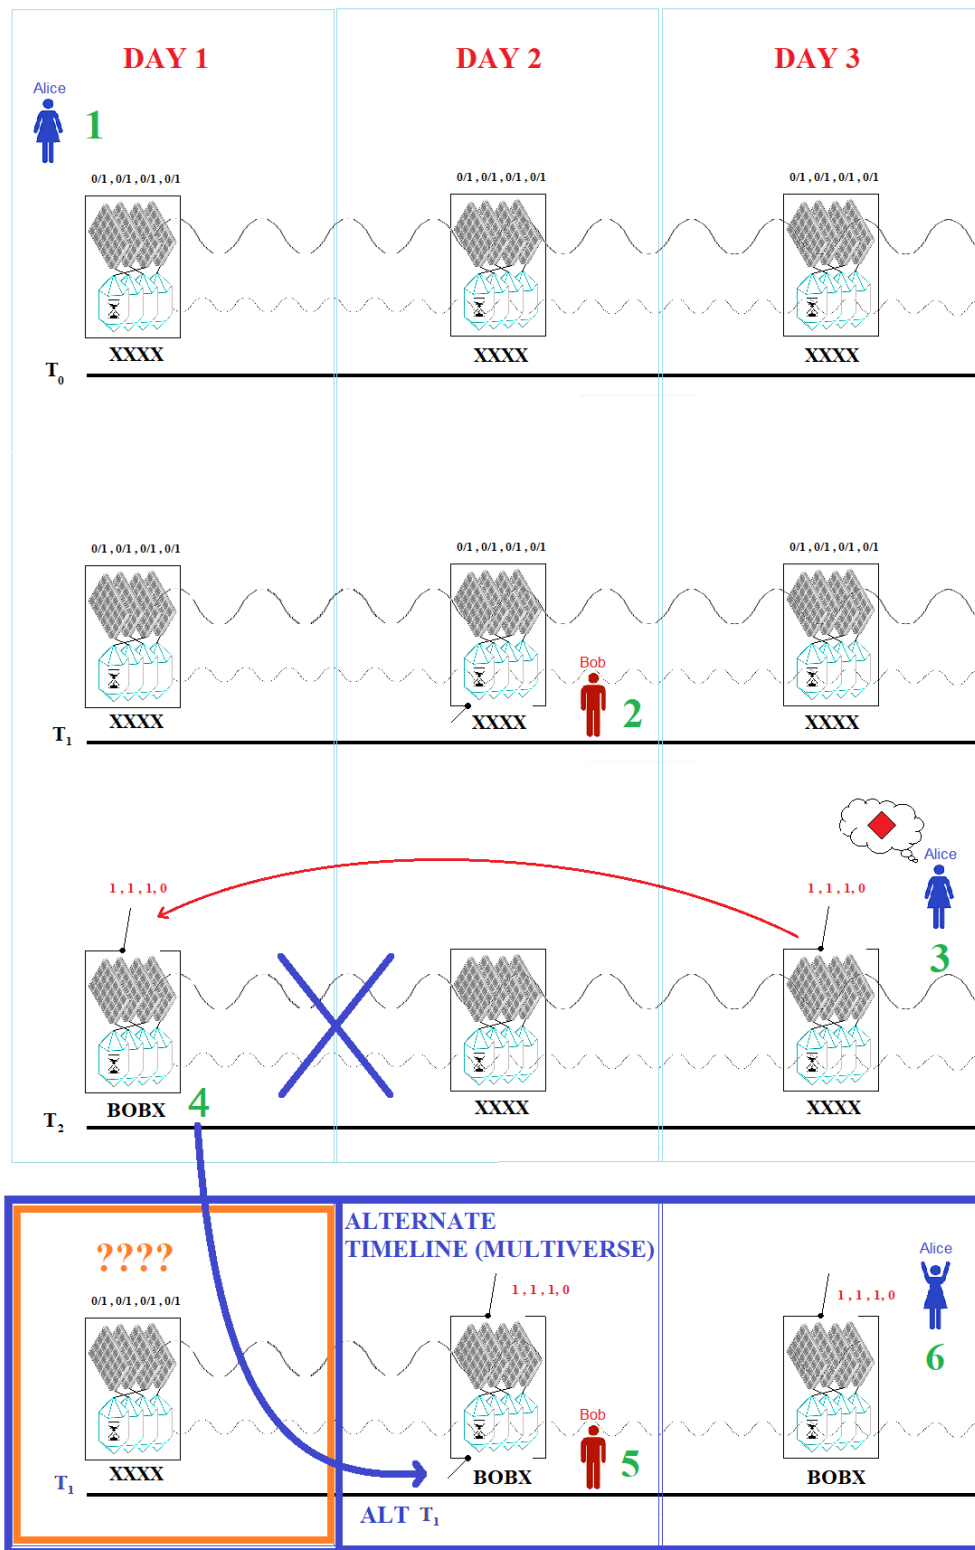 DAY 1 DAY 2 DAY 3
Alice
1
0/1 , 0/1 , 0/1 , 0/1 0/1 , 0/1 , 0/1 , 0/1 0/1 , 0/1 , 0/1 , 0/1
XXXX XXXX XXXX
T0
0/1 , 0/1 , 0/1 , 0/1 0/1 , 0/1 , 0/1 , 0/1 0/1 , 0/1 , 0/1 , 0/1
Bob
2
XXXX XXXX XXXX
T1
Alice
1 , 1 , 1, 0 1 , 1 , 1, 0
3
BOBX 4 XXXX XXXX
T2
ALTERNATE
TIMELINE (MULTIVERSE)
????
Alice
0/1 , 0/1 , 0/1 , 0/1 1 , 1 , 1, 0 1 , 1 , 1, 0
6
Bob
5
XXXX BOBX BOBX
T1
ALT T1